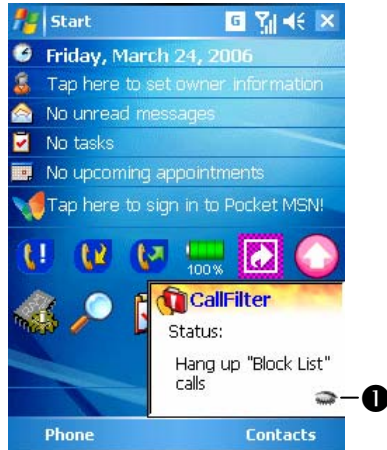 Start
G
Friday, March 24, 2006
Tap here to set owner information
No unread messages
No tasks
No upcoming appointments
Tap here to sign in to Pocket MSN!
100%
CallFilter
Status:
Hang up "Block List"
calls
1
Phone Contacts